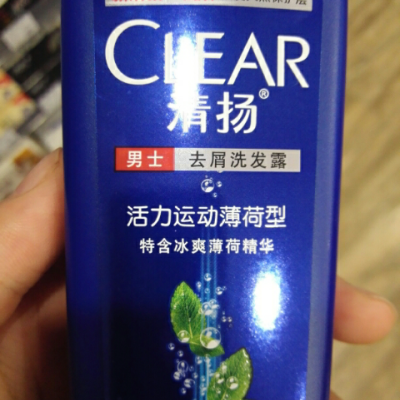 CLEAR
清扬®
男士 去屑洗发露
活力运动薄荷型
特含冰爽薄荷精华